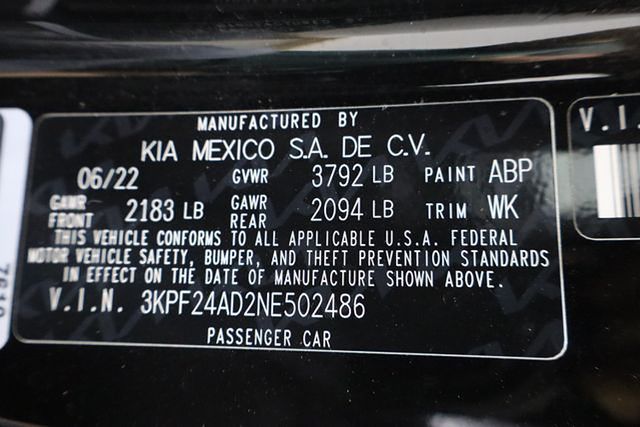 MANUFACTURED BY
KIA MEXICO S.A. DE C.V.
06/22 GVWR 3792 LB PAINT ABP
GAWR FRONT 2183 LB GAWR REAR 2094 LB TRIM WK
THIS VEHICLE CONFORMS TO ALL APPLICABLE U.S.A. FEDERAL
MOTOR VEHICLE SAFETY, BUMPER, AND THEFT PREVENTION STANDARDS
IN EFFECT ON THE DATE OF MANUFACTURE SHOWN ABOVE.
V.I.N. 3KPF24AD2NE502486
PASSENGER CAR
V.I.